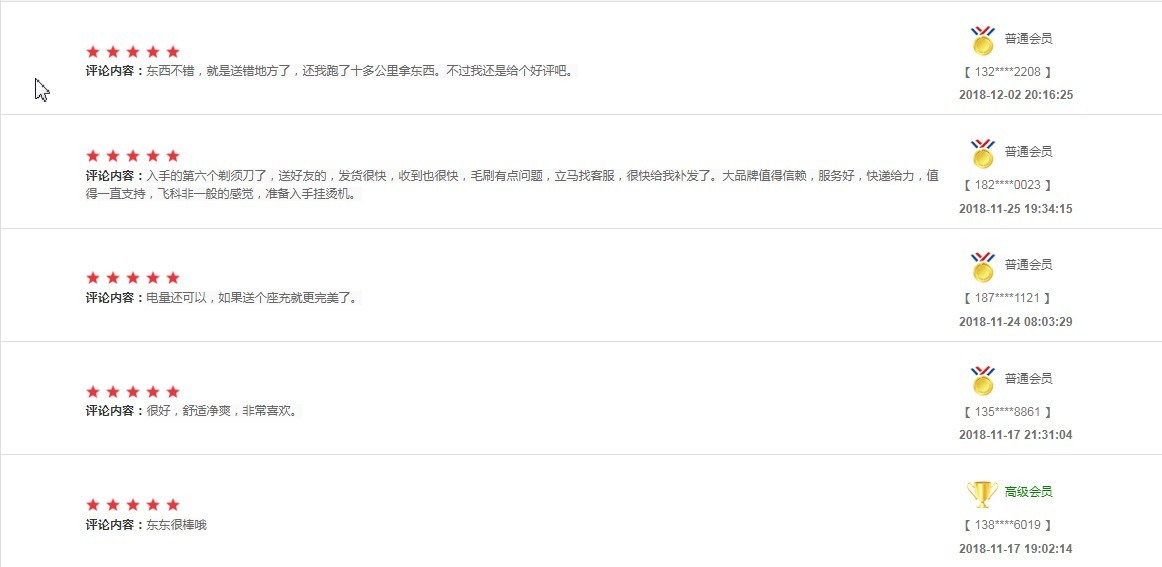 普通会员
评论内容：东西不错，就是送错地方了，还我跑了十多公里拿东西。不过我还是给个好评吧。
【 132****2208 】
2018-12-02 20:16:25
普通会员
评论内容：入手的第六个剃须刀了，送好友的，发货很快，收到也很快，毛刷有点问题，立马找客服，很快给我补发了。大品牌值得信赖，服务好，快递给力，值
得一直支持，飞科非一般的感觉，准备入手挂烫机。
【 182****0023 】
2018-11-25 19:34:15
普通会员
评论内容：电量还可以，如果送个座充就更完美了。
【 187****1121 】
2018-11-24 08:03:29
普通会员
评论内容：很好，舒适净爽，非常喜欢。
【 135****8861 】
2018-11-17 21:31:04
高级会员
评论内容：东东很棒哦
【 138****6019 】
2018-11-17 19:02:14